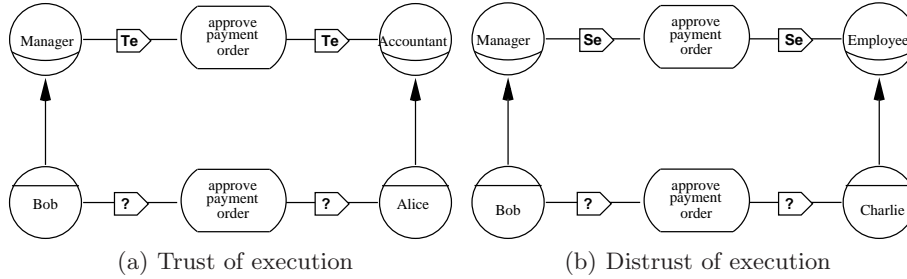 Manager
Te
approve
payment
order
Te
Accountant
Bob
?
approve
payment
order
?
Alice
(a) Trust of execution
Manager
Se
approve
payment
order
Se
Employee
Bob
?
approve
payment
order
?
Charlie
(b) Distrust of execution